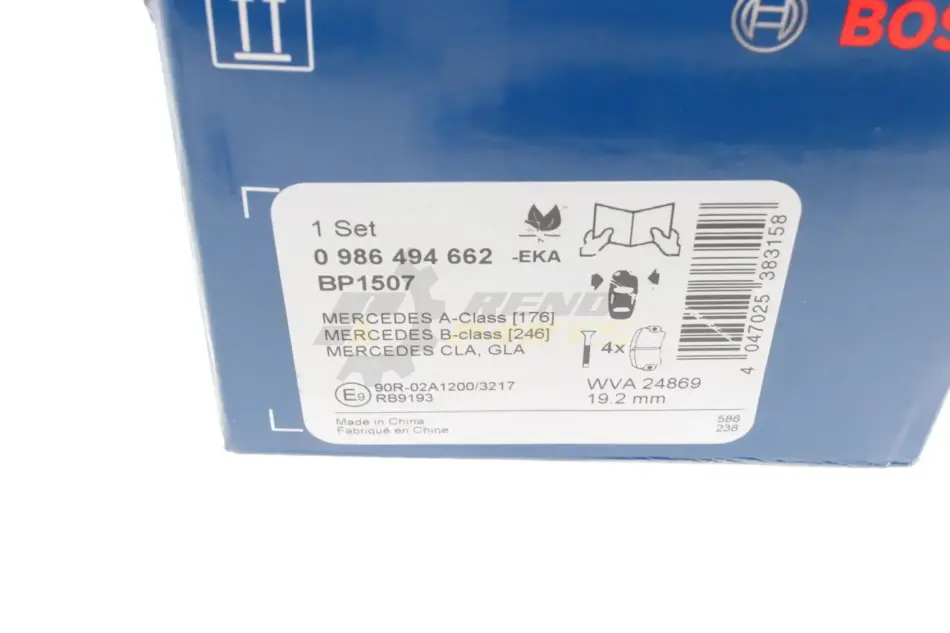 BOS
1 Set
0 986 494 662 -EKA
BP1507
MERCEDES A-Class [176]
MERCEDES B-class [246]
MERCEDES CLA, GLA
4x
E9 90R-02A1200/3217
RB9193
WVA 24869
19.2 mm
Made in China
Fabriqué en Chine
586
238
4 047025 383158